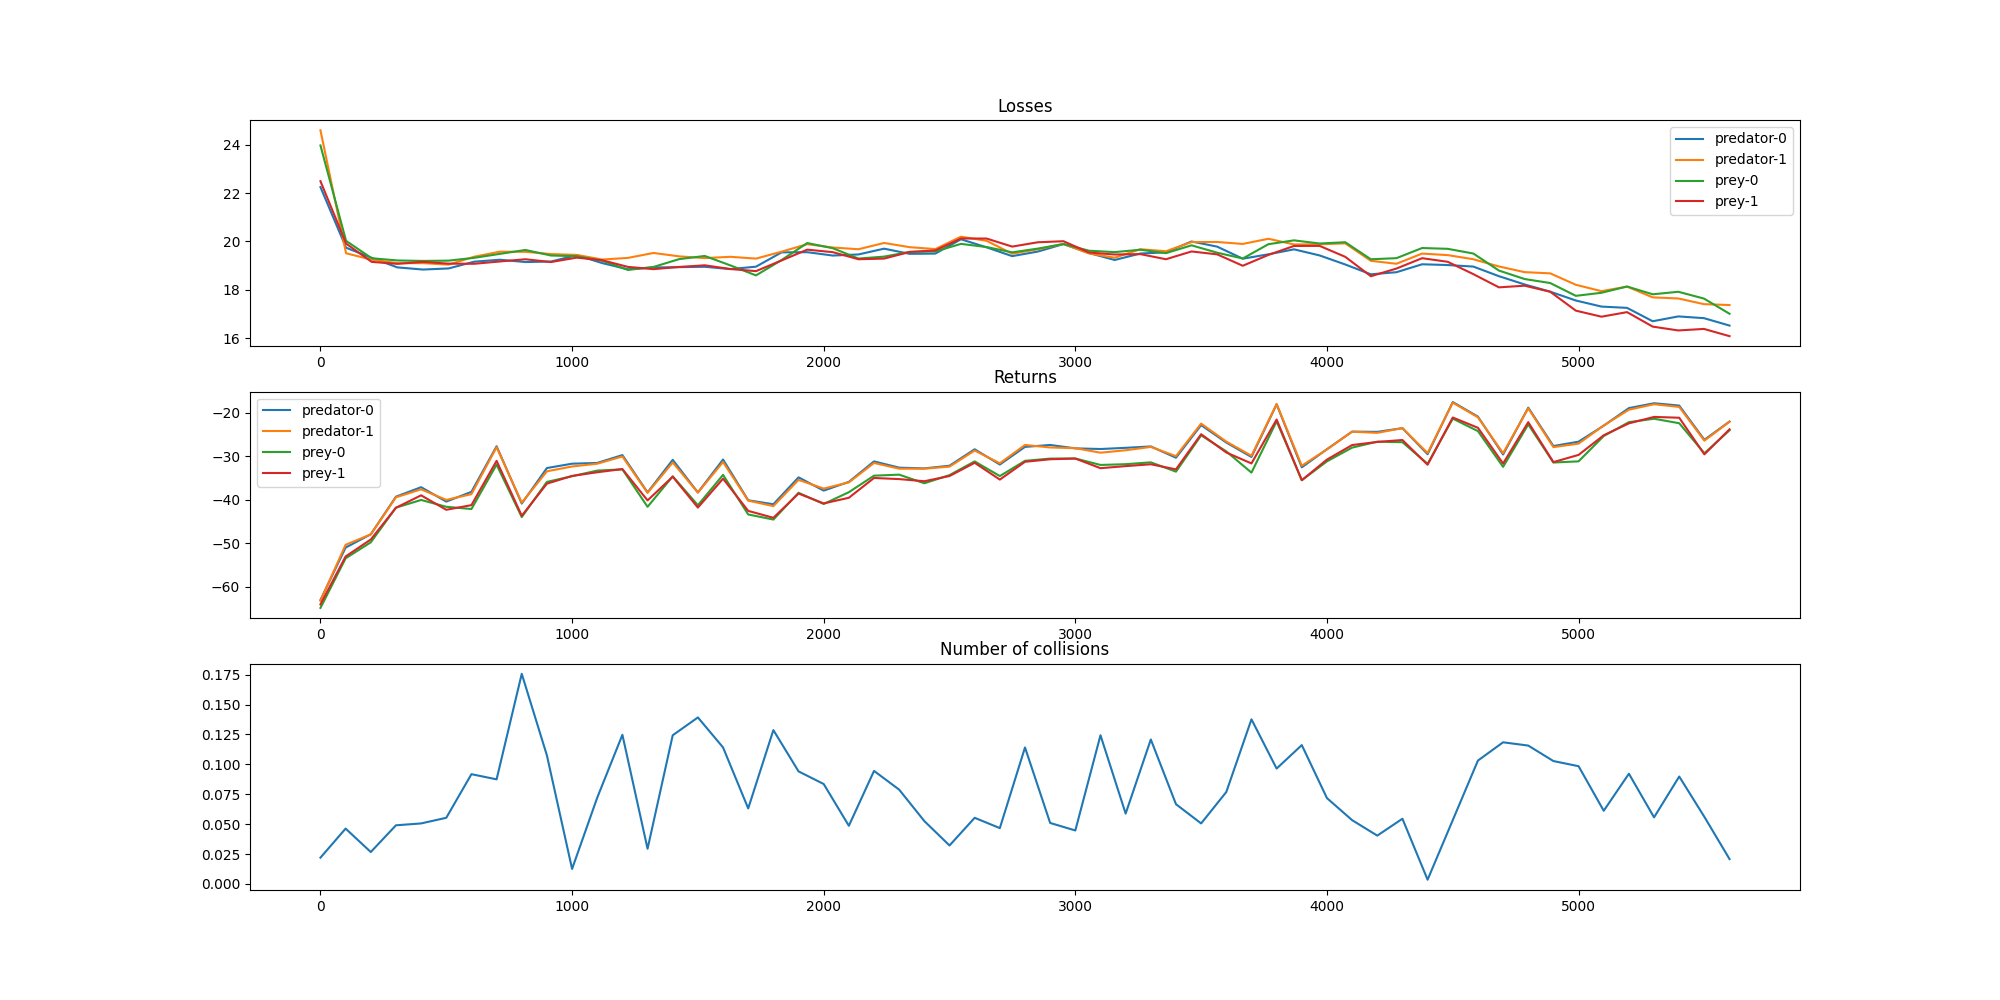 Losses
24
22
20
18
16
predator-0
predator-1
prey-0
prey-1
0 1000 2000 3000 4000 5000
Returns
−20
−30
−40
−50
−60
predator-0
predator-1
prey-0
prey-1
0 1000 2000 3000 4000 5000
Number of collisions
0.175
0.150
0.125
0.100
0.075
0.050
0.025
0.000
0 1000 2000 3000 4000 5000